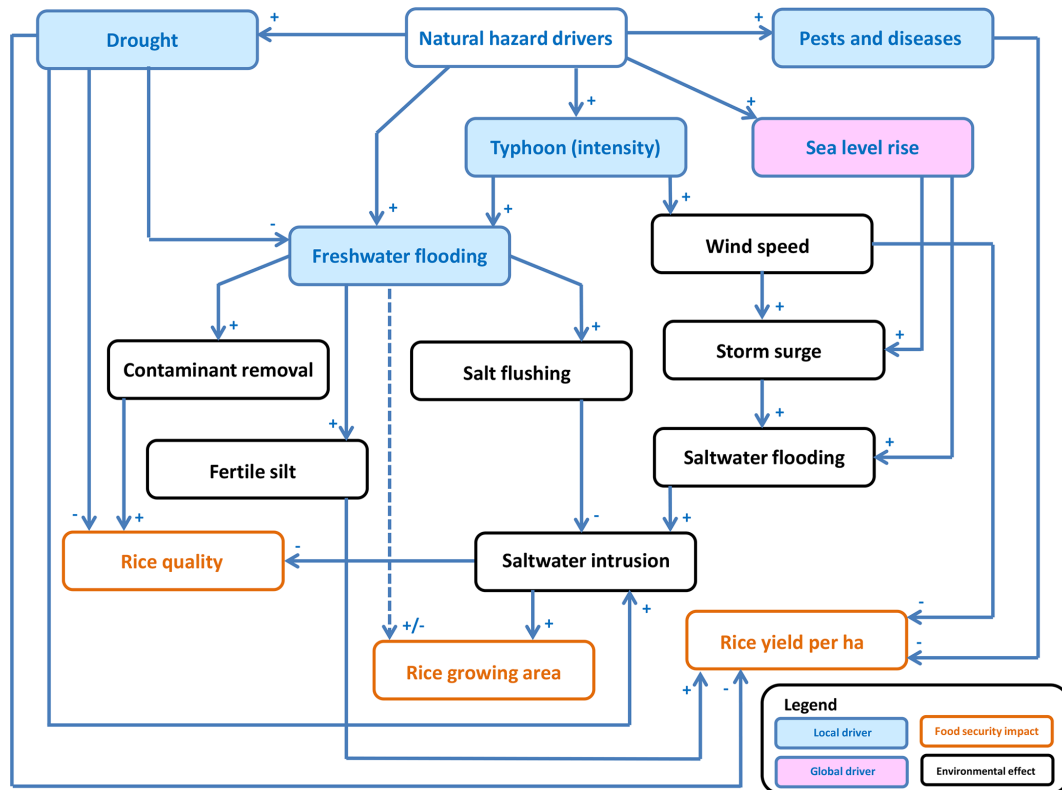 +
+
Drought
Natural hazard drivers
Pests and diseases
+
+
Typhoon (intensity)
Sea level rise
+
+
+
-
Wind speed
Freshwater flooding
+
+
+
Contaminant removal
Salt flushing
Storm surge
+
+
+
+
Fertile silt
Saltwater flooding
-
+
-
+
Rice quality
-
Saltwater intrusion
+
-
+/-
+
Rice yield per ha
-
Rice growing area
+
-
Legend
Local driver
Food security impact
Global driver
Environmental effect